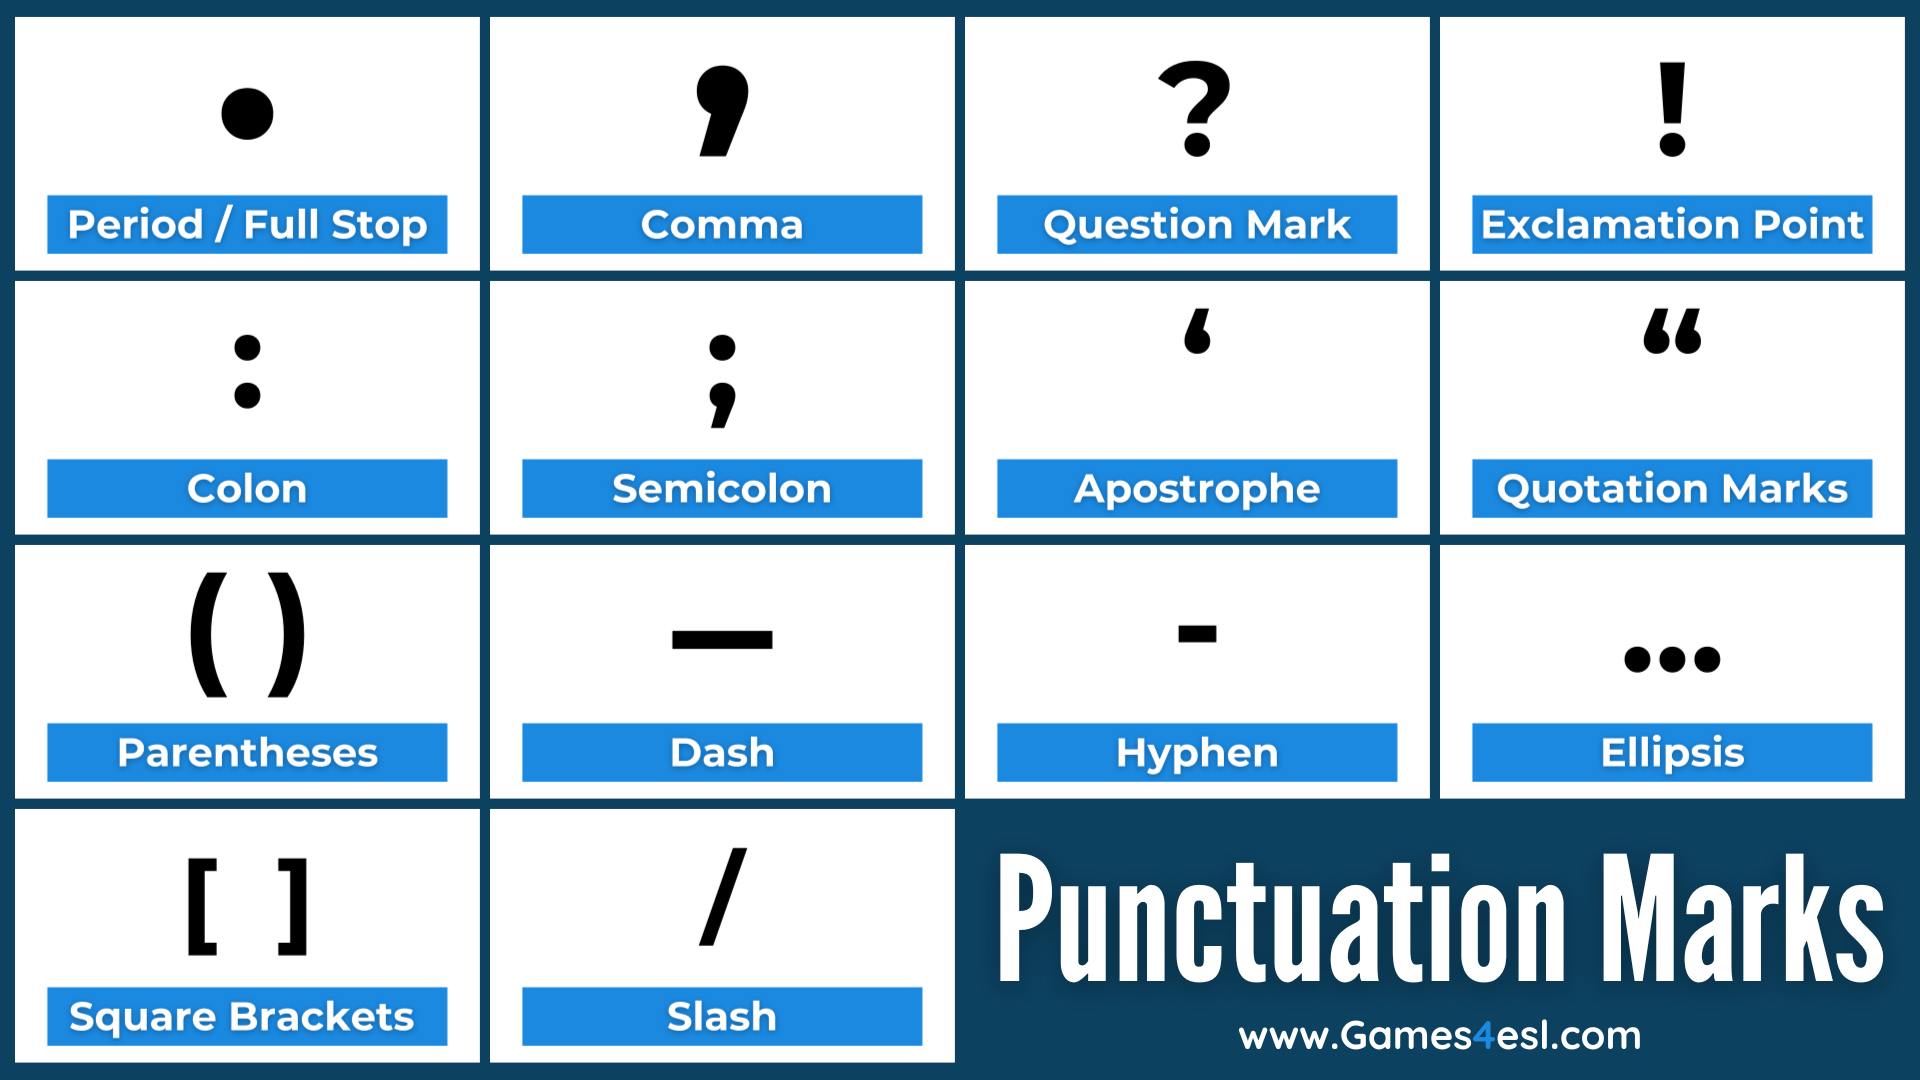 •
,
?
!
Period / Full Stop
Comma
Question Mark
Exclamation Point
:
;
‘
“
Colon
Semicolon
Apostrophe
Quotation Marks
( )
—
-
...
Parentheses
Dash
Hyphen
Ellipsis
[ ]
/
Square Brackets
Slash
Punctuation Marks
www.Games4esl.com